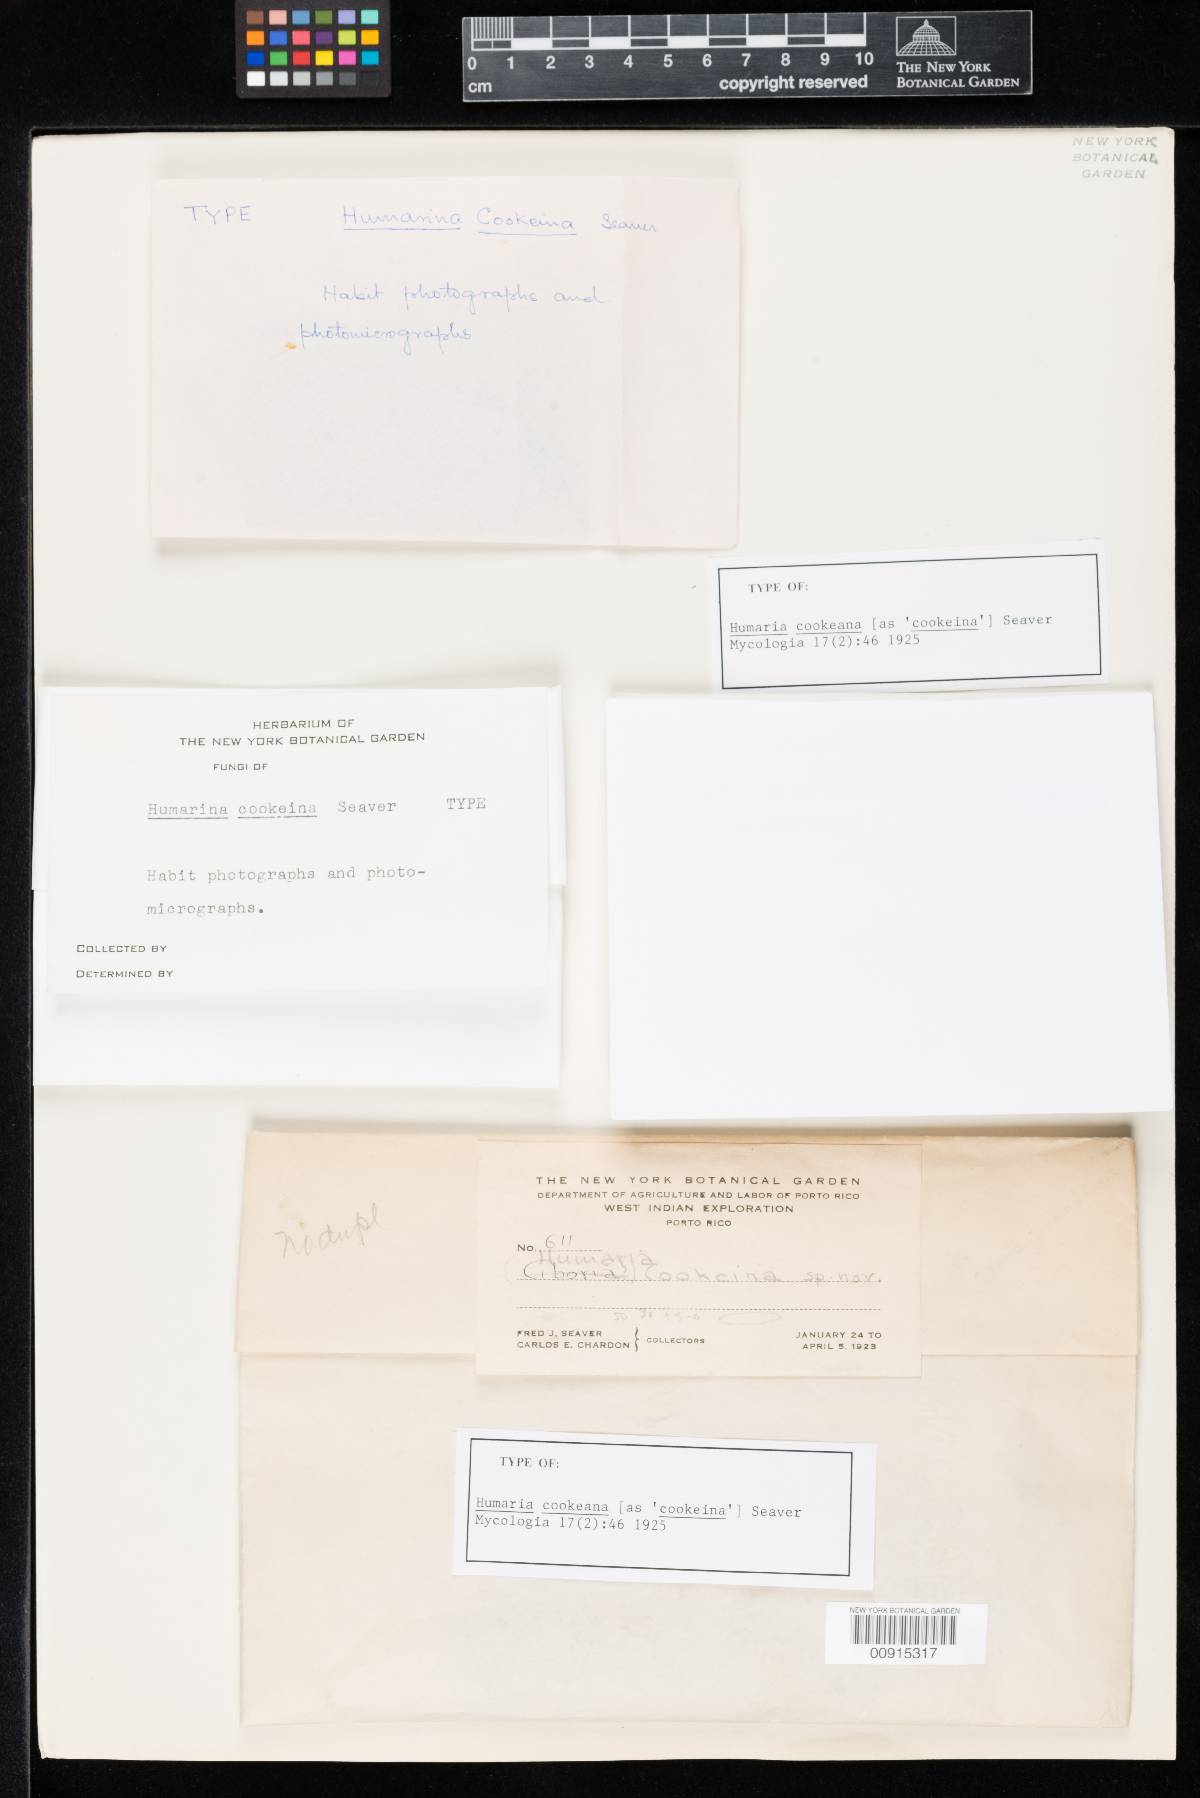 0 1 2 3 4 5 6 7 8 9 10
cm
copyright reserved
THE NEW YORK
BOTANICAL GARDEN
NEW YORK
BOTANICAL
GARDEN
TYPE Humarina Cookeina Seaver
Habit photographs and
photomicrographs
TYPE OF:
Humaria cookeana [as 'cookeina'] Seaver
Mycologia 17(2):46 1925
HERBARIUM OF
THE NEW YORK BOTANICAL GARDEN
FUNGI OF
Humarina cookeina Seaver TYPE
Habit photographs and photo-
micrographs.
COLLECTED BY
DETERMINED BY
no dupl
THE NEW YORK BOTANICAL GARDEN
DEPARTMENT OF AGRICULTURE AND LABOR OF PORTO RICO
WEST INDIAN EXPLORATION
PORTO RICO
No. 611
Humaria
(Ciboria) Cookeina sp. nov.
FRED J. SEAVER
CARLOS E. CHARDON } COLLECTORS
JANUARY 24 TO
APRIL 5, 1923
TYPE OF:
Humaria cookeana [as 'cookeina'] Seaver
Mycologia 17(2):46 1925
NEW YORK BOTANICAL GARDEN
00915317